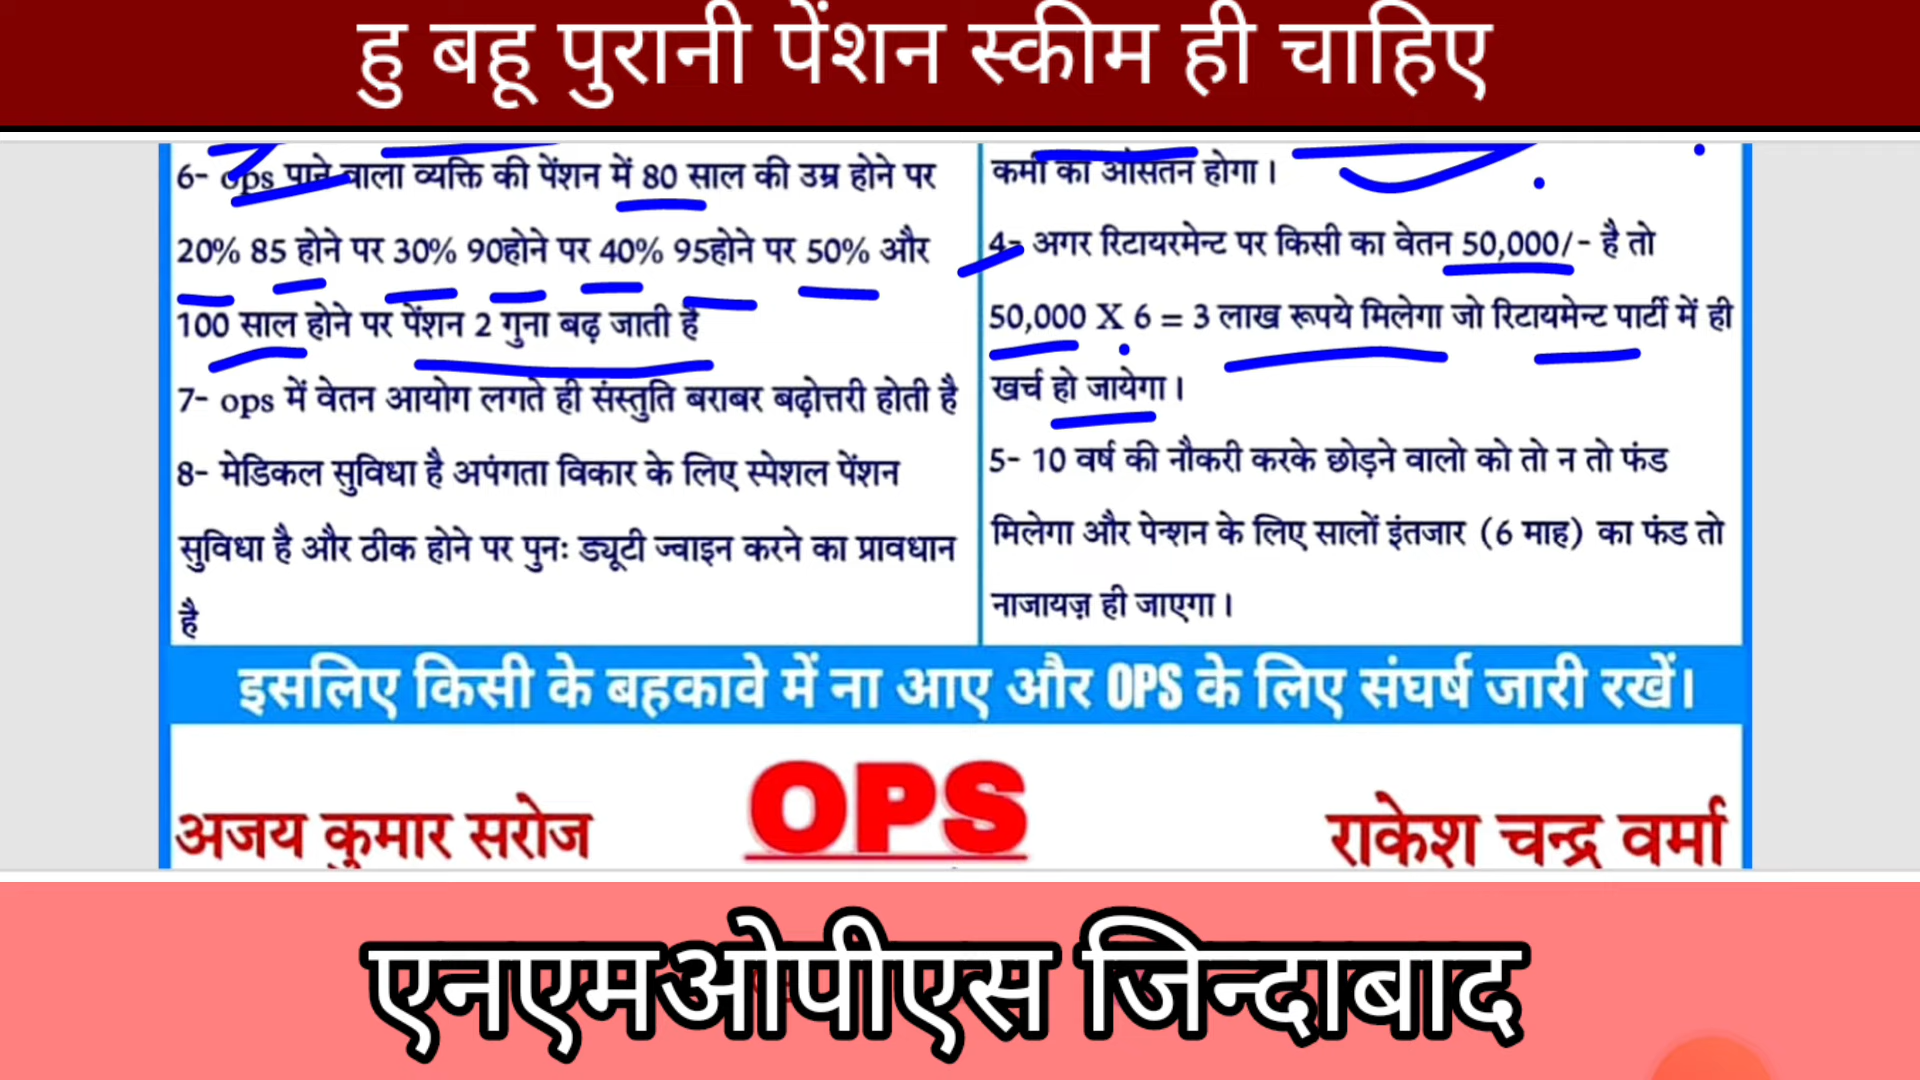 हु बहू पुरानी पेंशन स्कीम ही चाहिए
6- ops पाने वाला व्यक्ति की पेंशन में 80 साल की उम्र होने पर
20% 85 होने पर 30% 90होने पर 40% 95होने पर 50% और
100 साल होने पर पेंशन 2 गुना बढ़ जाती है
7- ops में वेतन आयोग लगते ही संस्तुति बराबर बढ़ोत्तरी होती है
8- मेडिकल सुविधा है अपंगता विकार के लिए स्पेशल पेंशन
सुविधा है और ठीक होने पर पुनः ड्यूटी ज्वाइन करने का प्रावधान
है
का औसतन होगा।
4- अगर रिटायरमेन्ट पर किसी का वेतन 50,000/- है तो
50,000 X 6 = 3 लाख रूपये मिलेगा जो रिटायमेन्ट पार्टी में ही
खर्च हो जायेगा।
5- 10 वर्ष की नौकरी करके छोड़ने वालो को तो न तो फंड
मिलेगा और पेन्शन के लिए सालों इंतजार (6 माह) का फंड तो
नाजायज़ ही जाएगा।
इसलिए किसी के बहकावे में ना आए और OPS के लिए संघर्ष जारी रखें।
अजय कुमार सरोज
OPS
राकेश चन्द्र वर्मा
एनएमओपीएस जिन्दाबाद